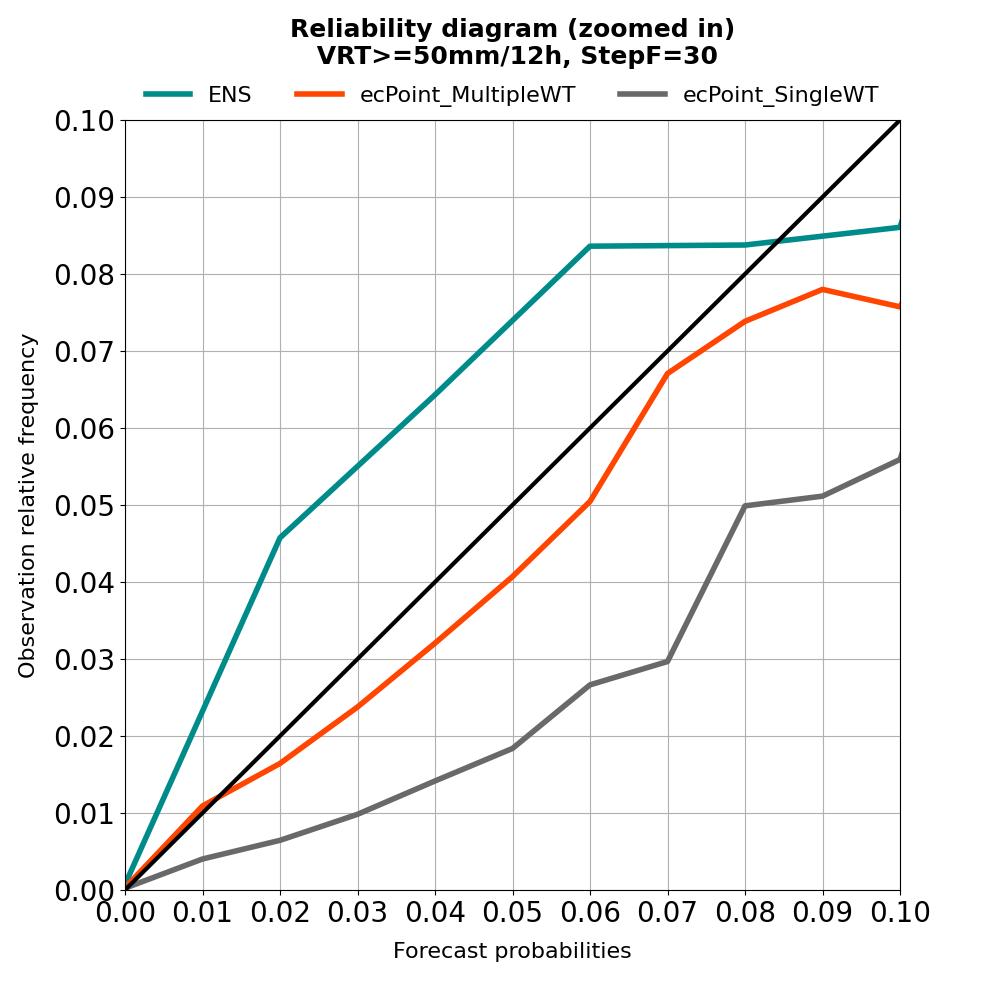 Reliability diagram (zoomed in)
VRT>=50mm/12h, StepF=30
ENS ecPoint_MultipleWT ecPoint_SingleWT
0.10
0.09
0.08
0.07
0.06
0.05
0.04
0.03
0.02
0.01
0.00
Observation relative frequency
0.00 0.01 0.02 0.03 0.04 0.05 0.06 0.07 0.08 0.09 0.10
Forecast probabilities